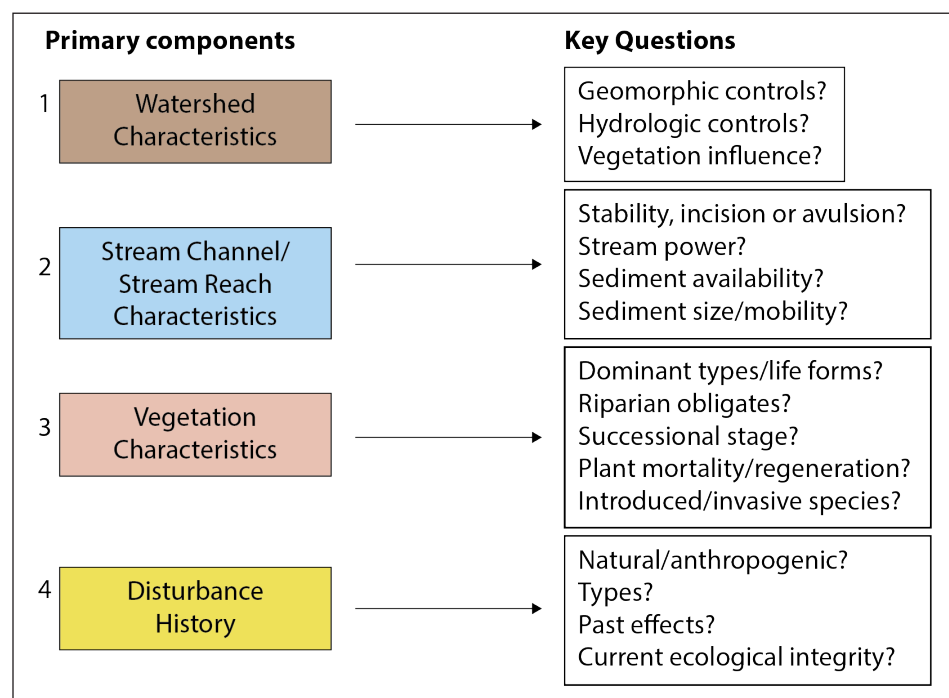 Primary components
Key Questions
1
Watershed
Characteristics
Geomorphic controls?
Hydrologic controls?
Vegetation influence?
2
Stream Channel/
Stream Reach
Characteristics
Stability, incision or avulsion?
Stream power?
Sediment availability?
Sediment size/mobility?
3
Vegetation
Characteristics
Dominant types/life forms?
Riparian obligates?
Successional stage?
Plant mortality/regeneration?
Introduced/invasive species?
4
Disturbance
History
Natural/anthropogenic?
Types?
Past effects?
Current ecological integrity?